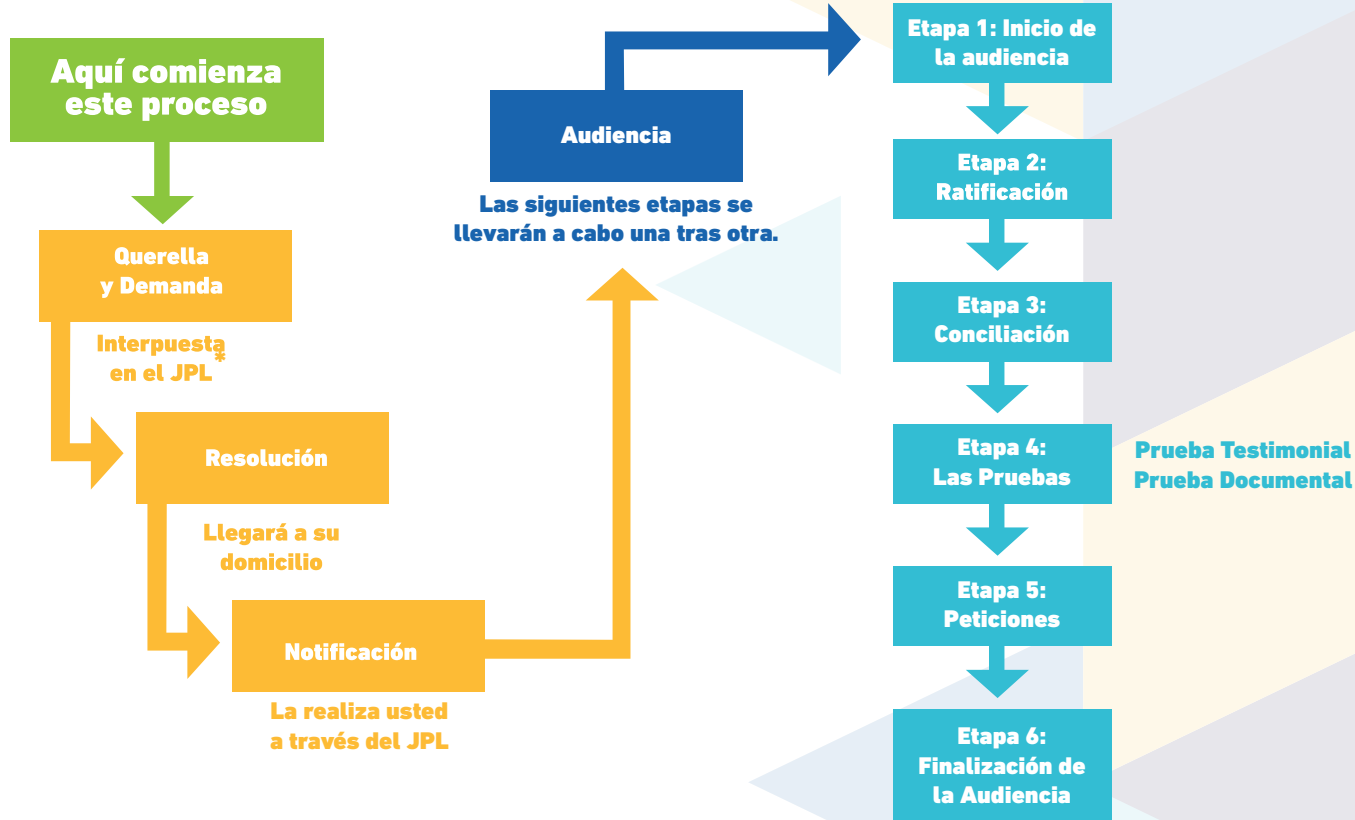 Aquí comienza
este proceso
Querella
y Demanda
Interpuesta
en el JPL*
Resolución
Llegará a su
domicilio
Notificación
La realiza usted
a través del JPL
Audiencia
Las siguientes etapas se
llevarán a cabo una tras otra.
Etapa 1: Inicio de
la audiencia
Etapa 2:
Ratificación
Etapa 3:
Conciliación
Etapa 4:
Las Pruebas
Prueba Testimonial
Prueba Documental
Etapa 5:
Peticiones
Etapa 6:
Finalización de
la Audiencia